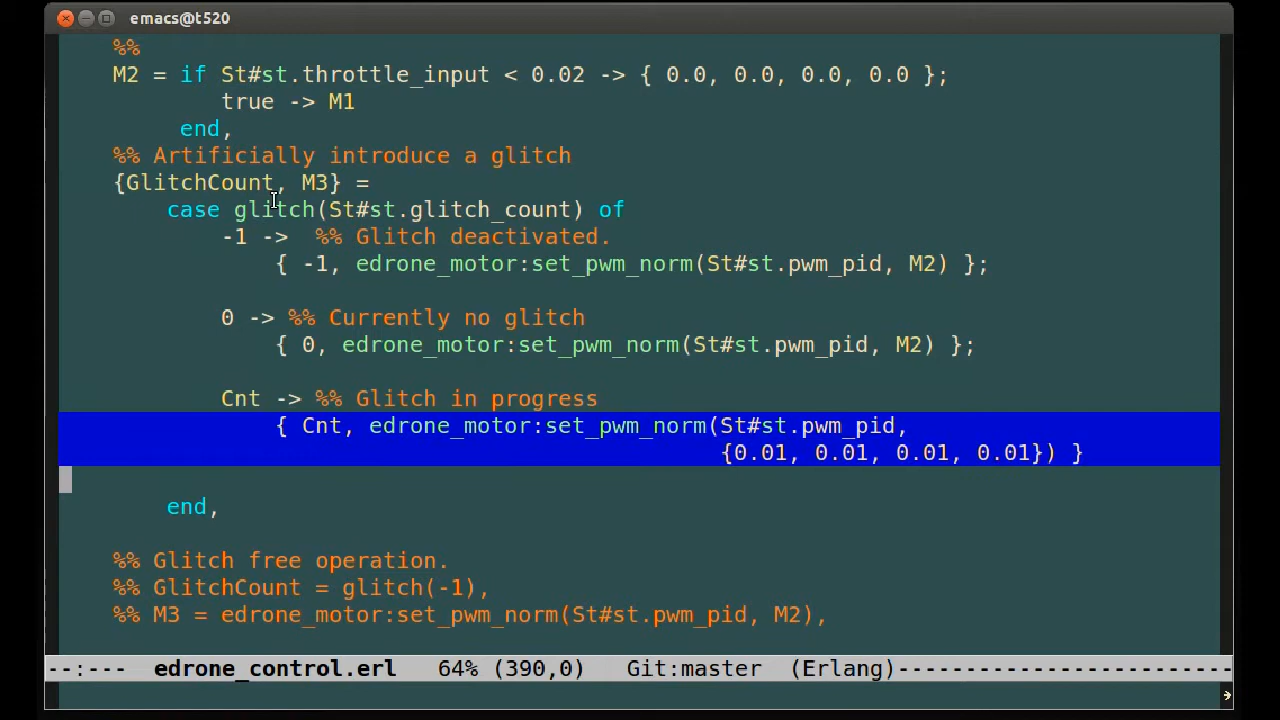 emacs@t520
%%
M2 = if St#st.throttle_input < 0.02 -> { 0.0, 0.0, 0.0, 0.0 };
true -> M1
end,
%% Artificially introduce a glitch
{GlitchCount, M3} =
case glitch(St#st.glitch_count) of
-1 ->  %% Glitch deactivated.
{ -1, edrone_motor:set_pwm_norm(St#st.pwm_pid, M2) };
0 -> %% Currently no glitch
{ 0, edrone_motor:set_pwm_norm(St#st.pwm_pid, M2) };
Cnt -> %% Glitch in progress
{ Cnt, edrone_motor:set_pwm_norm(St#st.pwm_pid,
{0.01, 0.01, 0.01, 0.01}) }
end,
%% Glitch free operation.
%% GlitchCount = glitch(-1),
%% M3 = edrone_motor:set_pwm_norm(St#st.pwm_pid, M2),
--:---  edrone_control.erl   64% (390,0)   Git:master  (Erlang)-------------------------